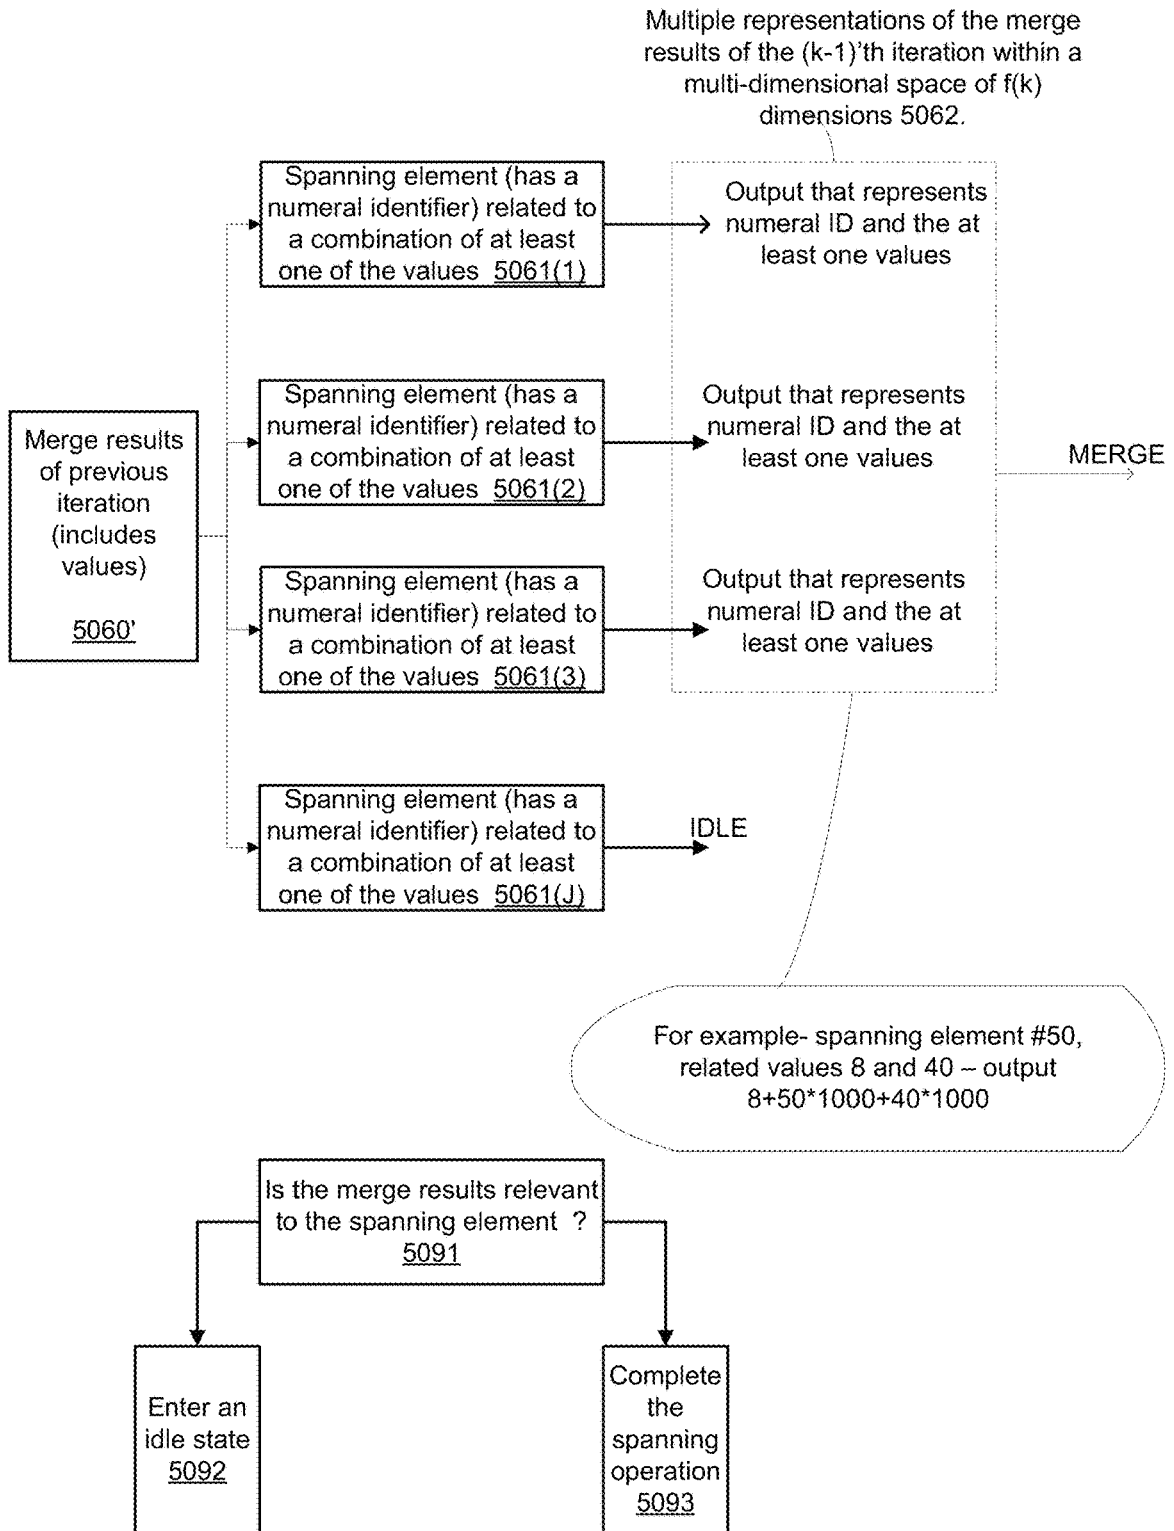 Multiple representations of the merge
results of the (k-1)'th iteration within a
multi-dimensional space of f(k)
dimensions 5062.
Spanning element (has a
numeral identifier) related to
a combination of at least
one of the values 5061(1)
Output that represents
numeral ID and the at
least one values
Spanning element (has a
numeral identifier) related to
a combination of at least
one of the values 5061(2)
Output that represents
numeral ID and the at
least one values
Merge results
of previous
iteration
(includes
values)
5060'
MERGE
Spanning element (has a
numeral identifier) related to
a combination of at least
one of the values 5061(3)
Output that represents
numeral ID and the at
least one values
Spanning element (has a
numeral identifier) related to
a combination of at least
one of the values 5061(J)
IDLE
For example- spanning element #50,
related values 8 and 40 – output
8+50*1000+40*1000
Is the merge results relevant
to the spanning element ?
5091
Enter an
idle state
5092
Complete
the
spanning
operation
5093